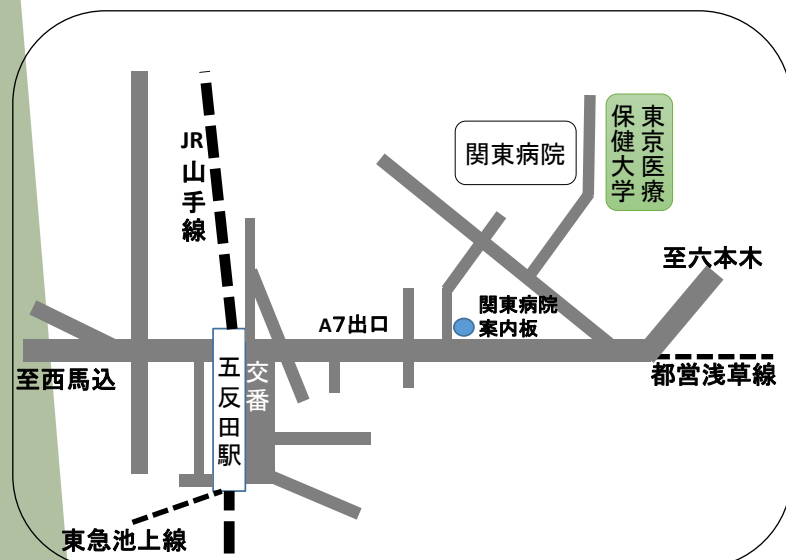 JR山手線
関東病院
東京医療
保健大学
至六本木
A7出口
関東病院
案内板
至西馬込
五反田駅
交番
都営浅草線
東急池上線